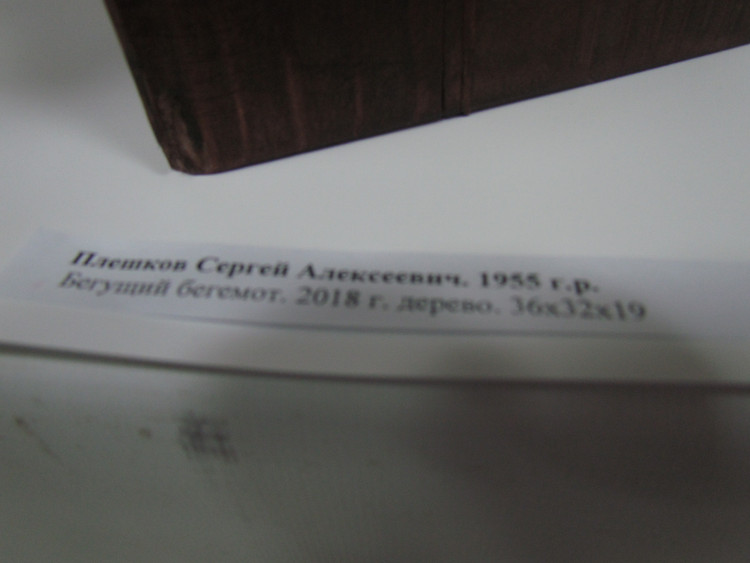 Плешков Сергей Алексеевич. 1955 г.р.
Бегущий бегемот. 2018 г. дерево. 36х32х19